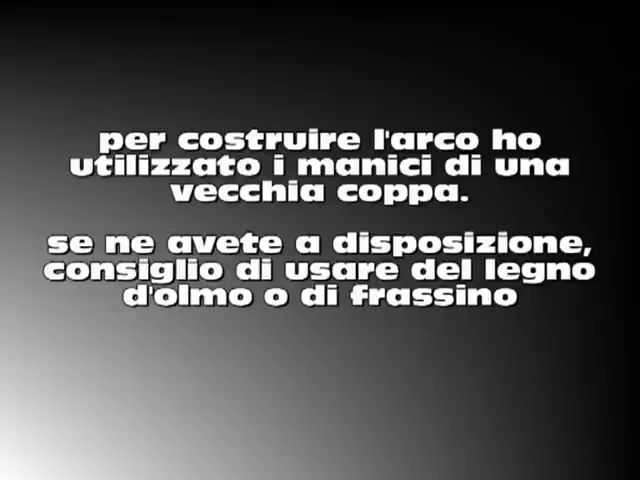 per costruire l'arco ho
utilizzato i manici di una
vecchia coppa.
se ne avete a disposizione,
consiglio di usare del legno
d'olmo o di frassino